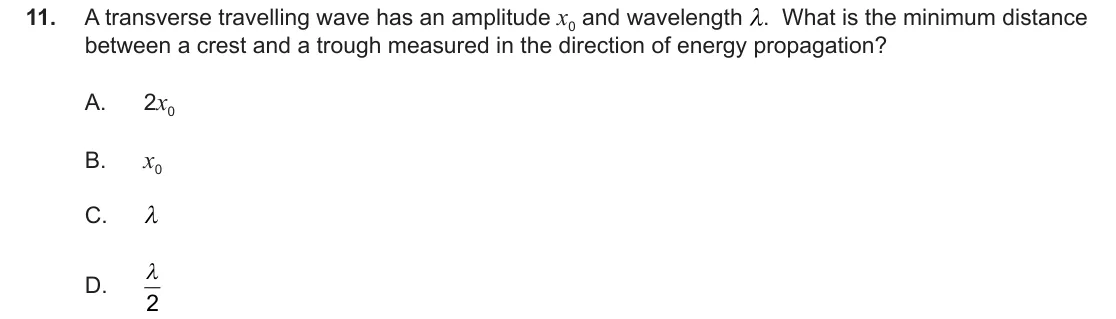 11. A transverse travelling wave has an amplitude x₀ and wavelength λ. What is the minimum distance
between a crest and a trough measured in the direction of energy propagation?
A. 2x₀
B. x₀
C. λ
D. λ/2